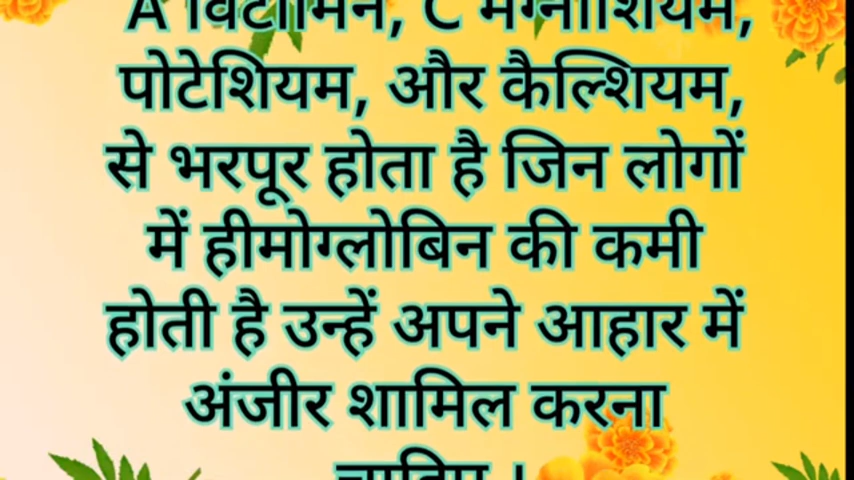 A विटामिन, C मैग्नीशियम,
पोटेशियम, और कैल्शियम,
से भरपूर होता है जिन लोगों
में हीमोग्लोबिन की कमी
होती है उन्हें अपने आहार में
अंजीर शामिल करना
चाहिए।